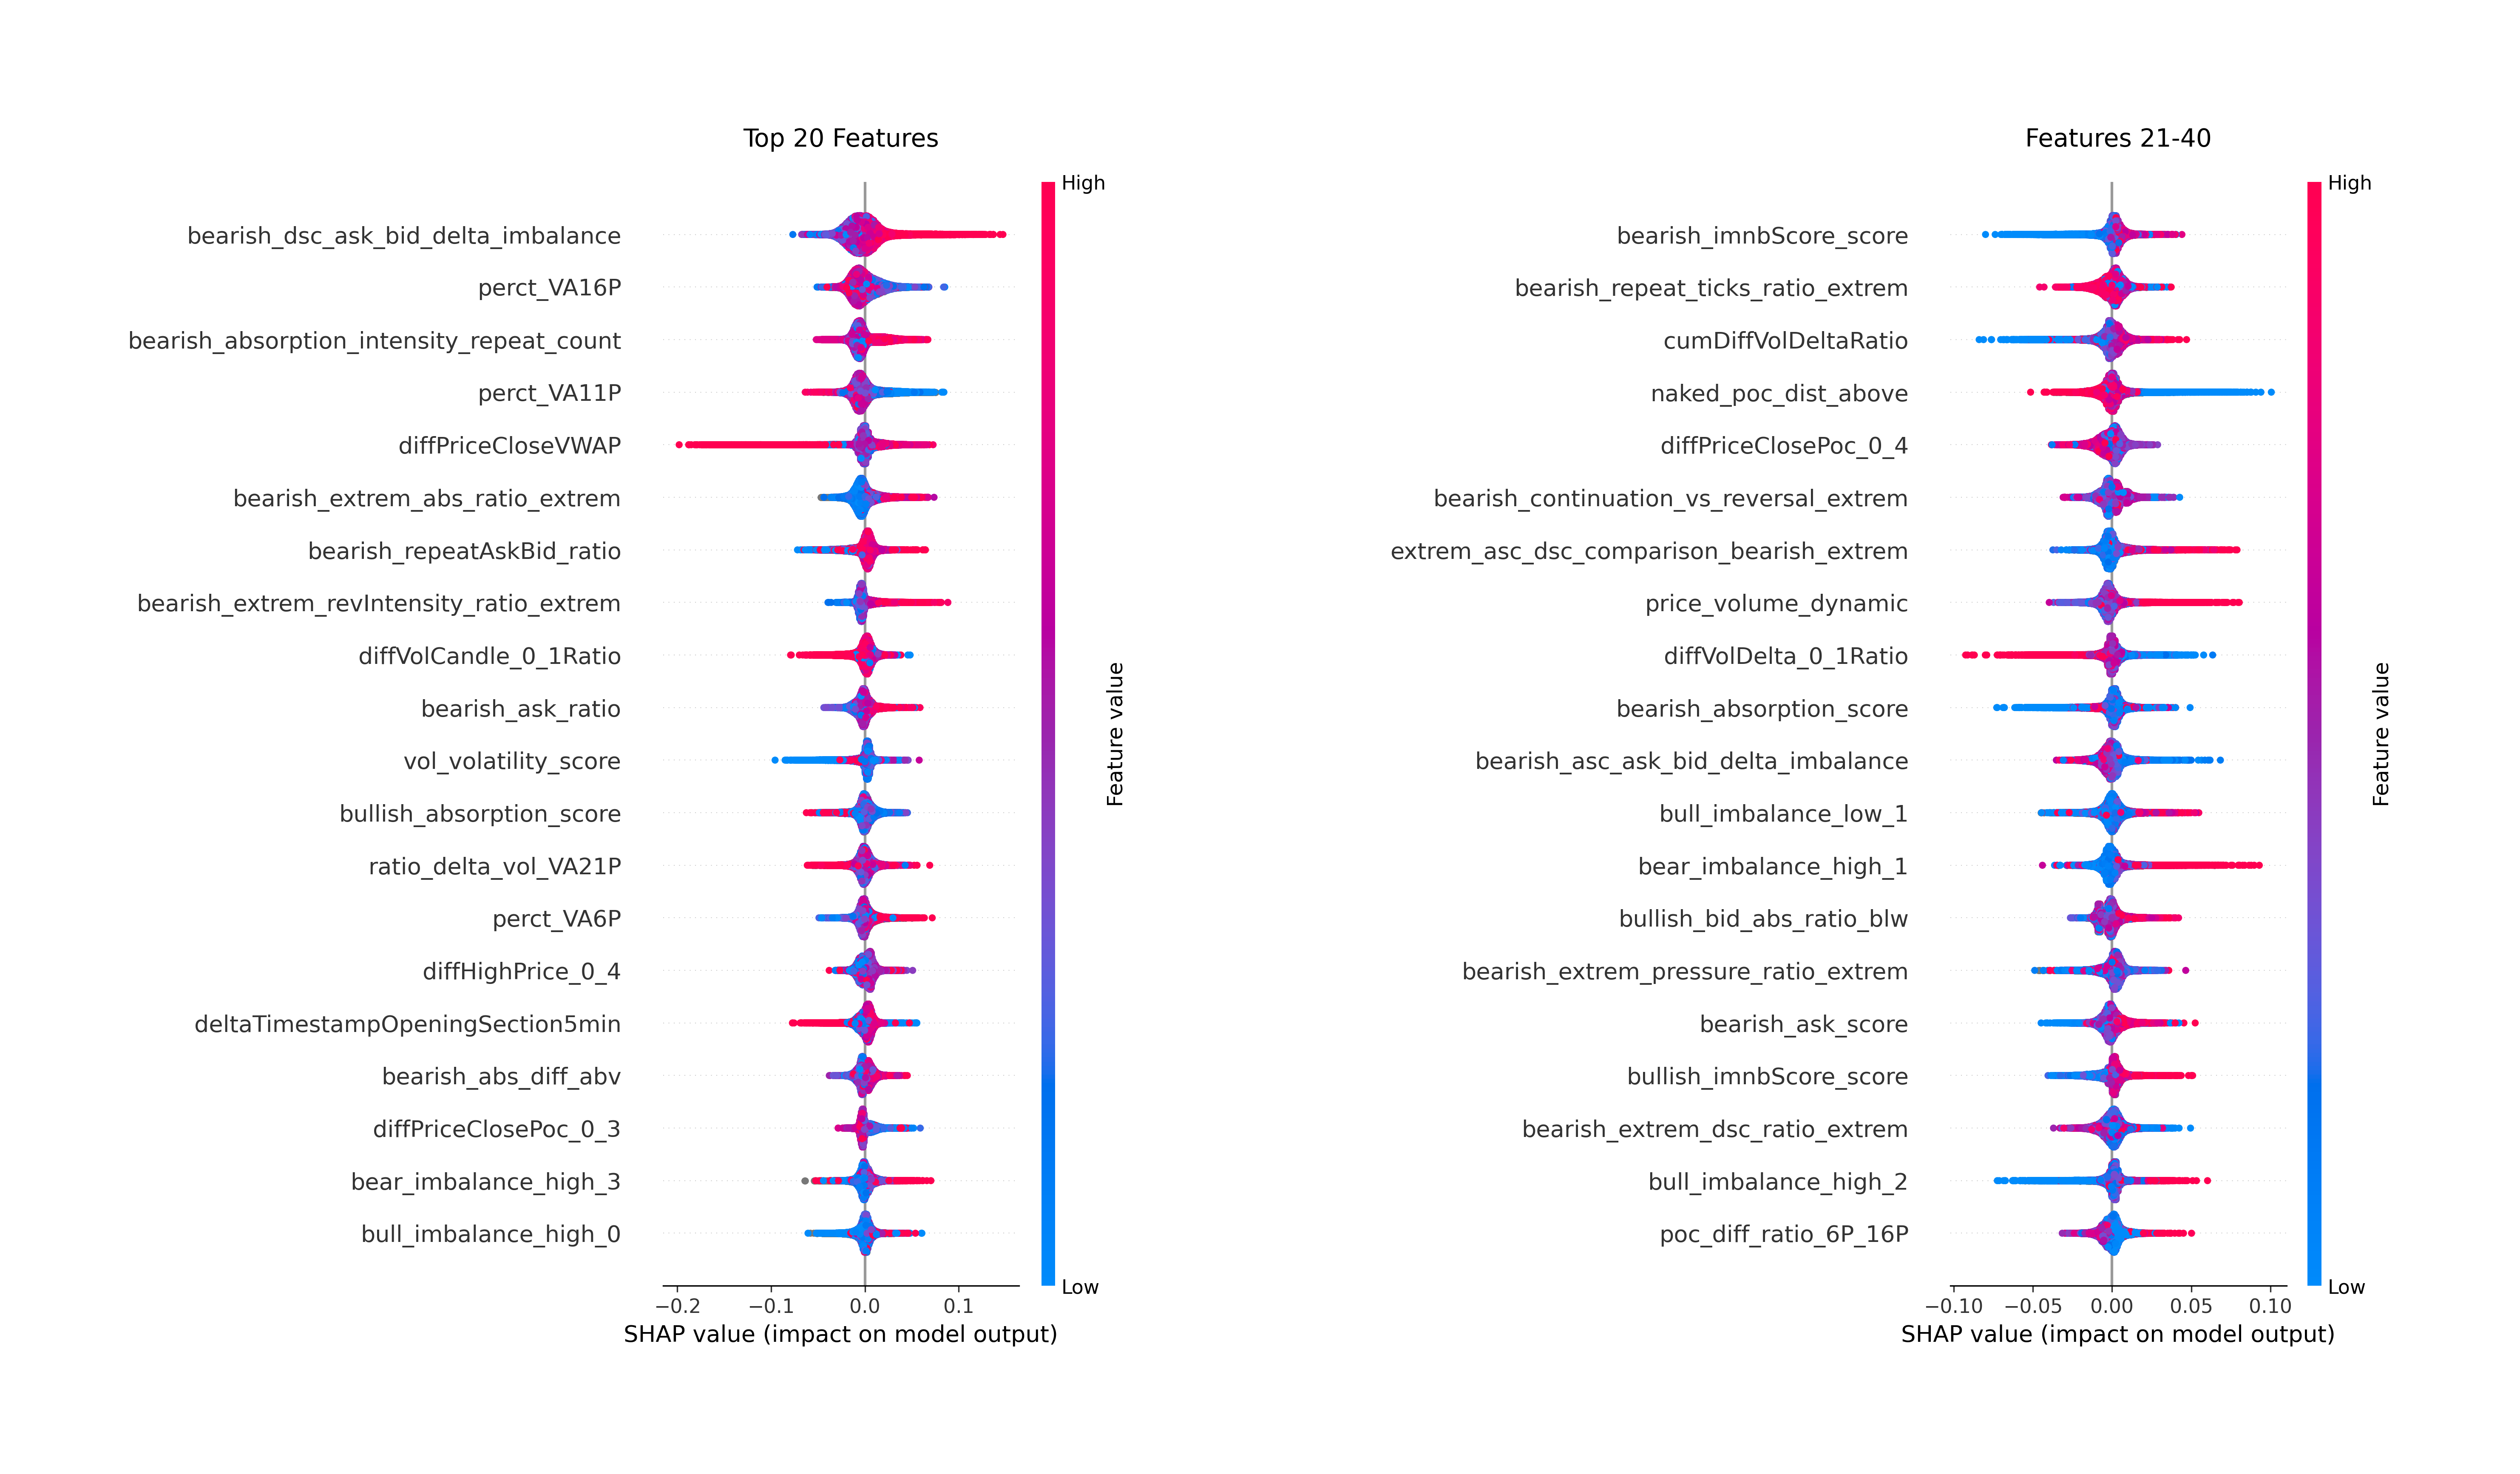 Top 20 Features
High
bearish_dsc_ask_bid_delta_imbalance
perct_VA16P
bearish_absorption_intensity_repeat_count
perct_VA11P
diffPriceCloseVWAP
bearish_extrem_abs_ratio_extrem
bearish_repeatAskBid_ratio
bearish_extrem_revIntensity_ratio_extrem
diffVolCandle_0_1Ratio
bearish_ask_ratio
vol_volatility_score
bullish_absorption_score
ratio_delta_vol_VA21P
perct_VA6P
diffHighPrice_0_4
deltaTimestampOpeningSection5min
bearish_abs_diff_abv
diffPriceClosePoc_0_3
bear_imbalance_high_3
bull_imbalance_high_0
Feature value
Low
−0.2 −0.1 0.0 0.1
SHAP value (impact on model output)
Features 21-40
High
bearish_imnbScore_score
bearish_repeat_ticks_ratio_extrem
cumDiffVolDeltaRatio
naked_poc_dist_above
diffPriceClosePoc_0_4
bearish_continuation_vs_reversal_extrem
extrem_asc_dsc_comparison_bearish_extrem
price_volume_dynamic
diffVolDelta_0_1Ratio
bearish_absorption_score
bearish_asc_ask_bid_delta_imbalance
bull_imbalance_low_1
bear_imbalance_high_1
bullish_bid_abs_ratio_blw
bearish_extrem_pressure_ratio_extrem
bearish_ask_score
bullish_imnbScore_score
bearish_extrem_dsc_ratio_extrem
bull_imbalance_high_2
poc_diff_ratio_6P_16P
Feature value
Low
−0.10 −0.05 0.00 0.05 0.10
SHAP value (impact on model output)